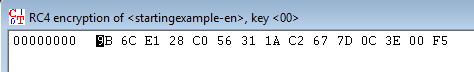 RC4 encryption of <startingexample-en>, key <00>
00000000 9B 6C E1 28 C0 56 31 1A C2 67 7D 0C 3E 00 F5